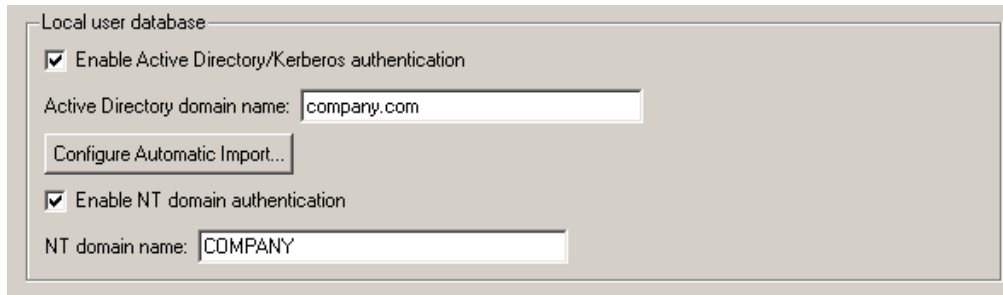 Local user database
Enable Active Directory/Kerberos authentication
Active Directory domain name: company.com
Configure Automatic Import...
Enable NT domain authentication
NT domain name: COMPANY